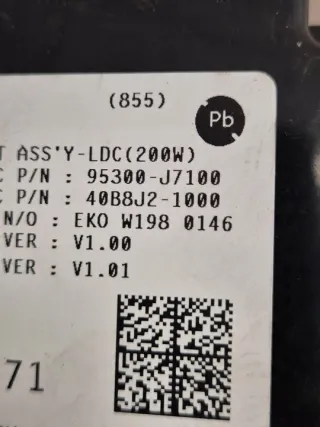 (855)
Pb
T ASS'Y-LDC(200W)
C P/N : 95300-J7100
C P/N : 40B8J2-1000
N/O : EKO W198 0146
VER : V1.00
VER : V1.01
71